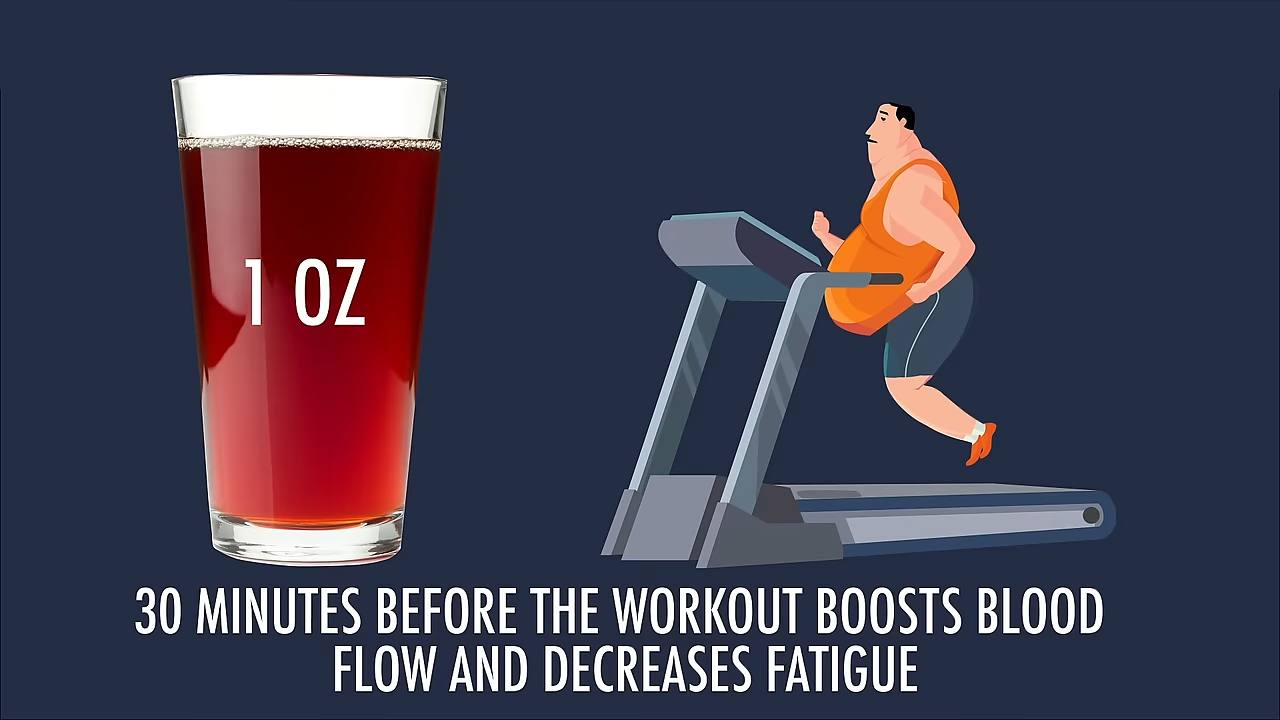 1 OZ
30 MINUTES BEFORE THE WORKOUT BOOSTS BLOOD
FLOW AND DECREASES FATIGUE